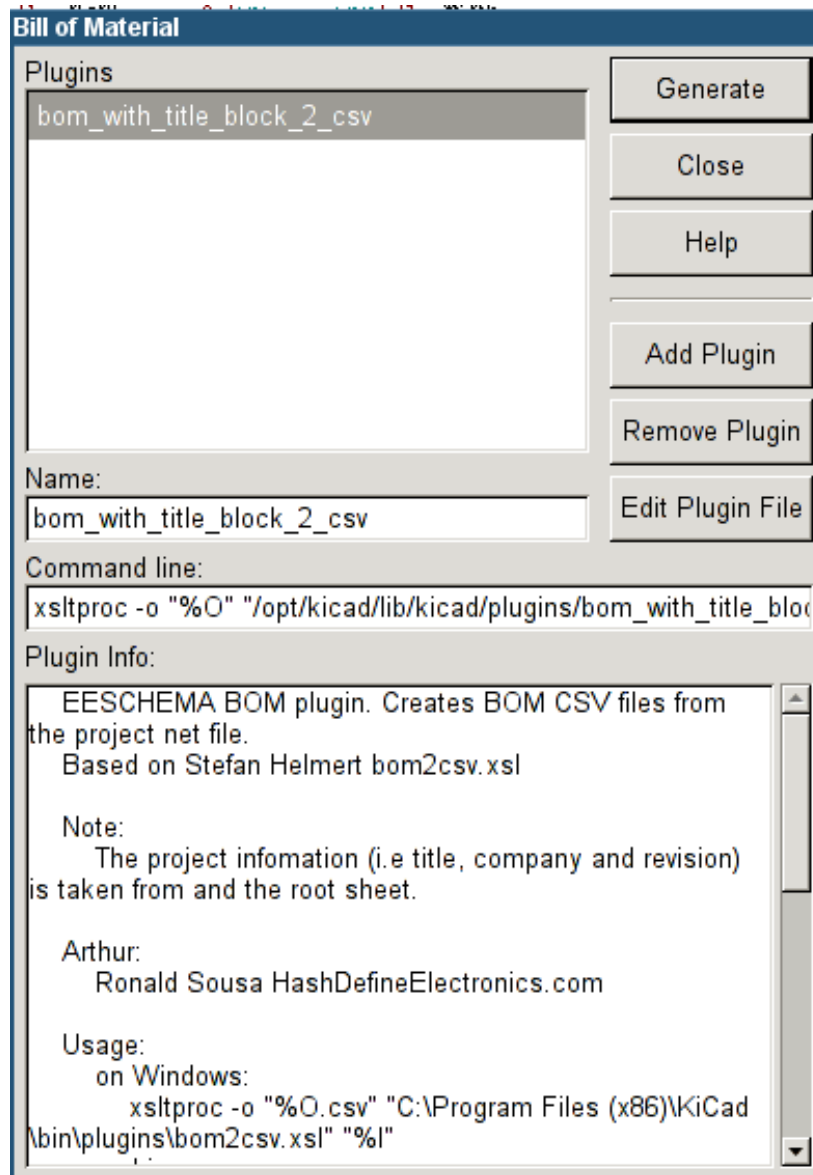 Bill of Material
Plugins
bom_with_title_block_2_csv
Generate
Close
Help
Add Plugin
Remove Plugin
Edit Plugin File
Name:
bom_with_title_block_2_csv
Command line:
xsltproc -o "%O" "/opt/kicad/lib/kicad/plugins/bom_with_title_bloc
Plugin Info:
EESCHEMA BOM plugin. Creates BOM CSV files from
the project net file.
Based on Stefan Helmert bom2csv.xsl
Note:
The project infomation (i.e title, company and revision)
is taken from and the root sheet.
Arthur:
Ronald Sousa HashDefineElectronics.com
Usage:
on Windows:
xsltproc -o "%O.csv" "C:\Program Files (x86)\KiCad
\bin\plugins\bom2csv.xsl" "%I"